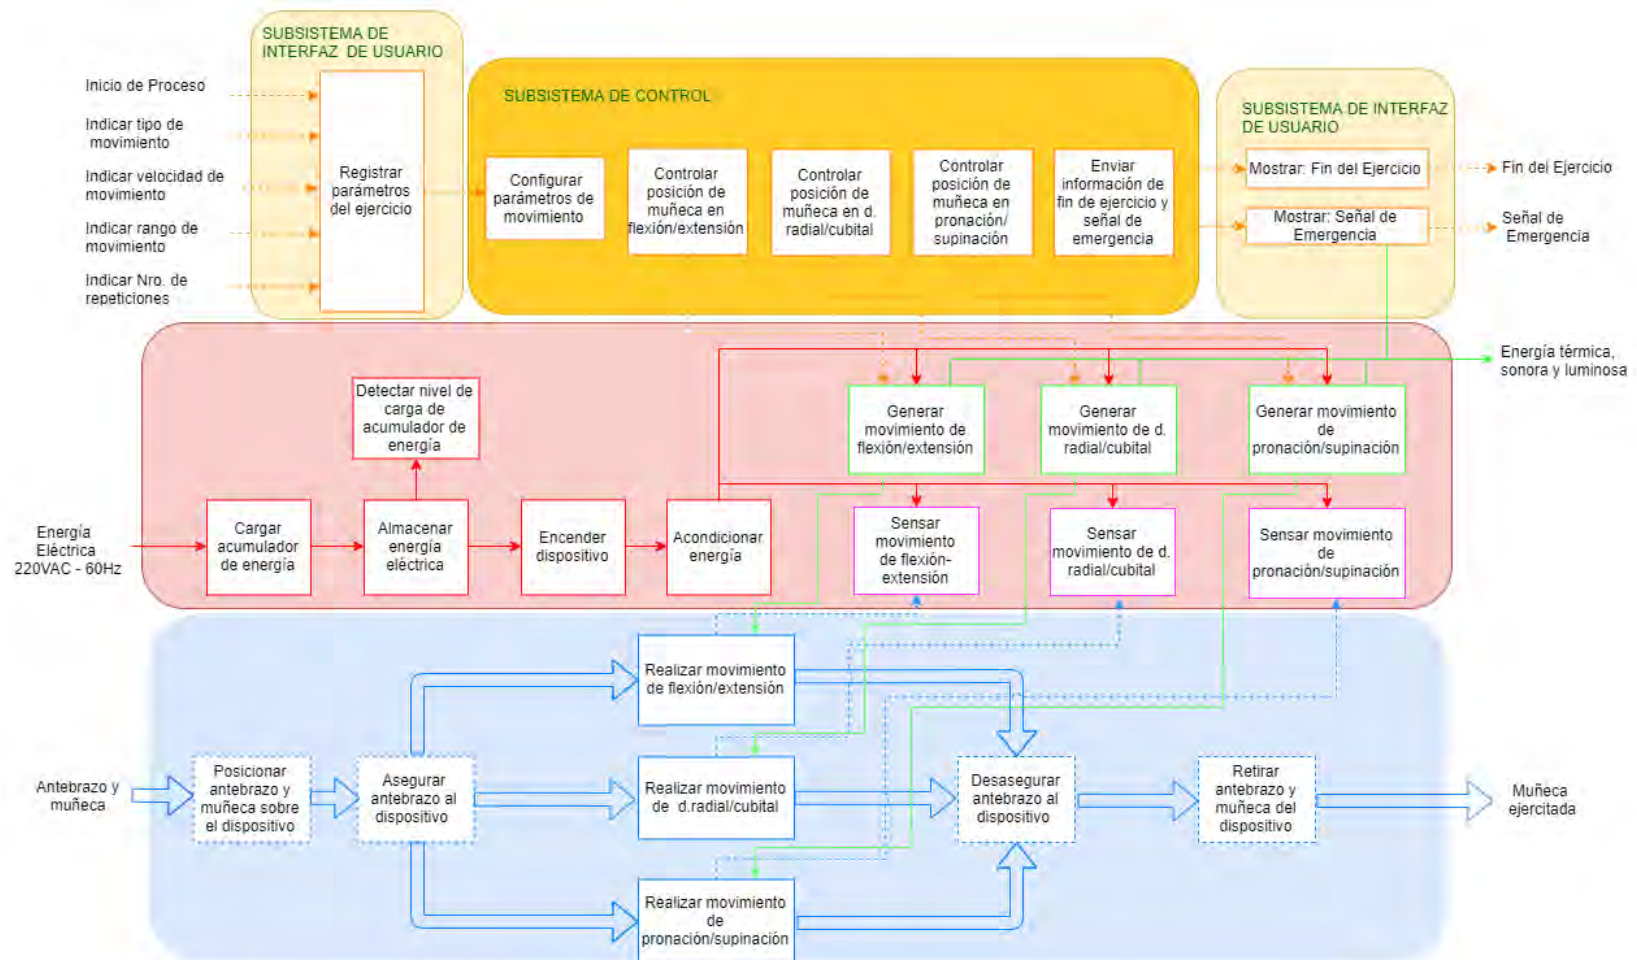 SUBSISTEMA DE
INTERFAZ DE USUARIO
Inicio de Proceso
Indicar tipo de
movimiento
Indicar velocidad de
movimiento
Indicar rango de
movimiento
Indicar Nro. de
repeticiones
Registrar
parámetros
del ejercicio
SUBSISTEMA DE CONTROL
Configurar
parámetros de
movimiento
Controlar
posición de
muñeca en
flexión/extensión
Controlar
posición de
muñeca en d.
radial/cubital
Controlar
posición de
muñeca en
pronación/
supinación
Enviar
información de
fin de ejercicio y
señal de
emergencia
SUBSISTEMA DE INTERFAZ
DE USUARIO
Mostrar: Fin del Ejercicio
Mostrar: Señal de
Emergencia
Fin del Ejercicio
Señal de
Emergencia
Energía térmica,
sonora y luminosa
Detectar nivel de
carga de
acumulador de
energía
Generar
movimiento de
flexión/extensión
Generar
movimiento de d.
radial/cubital
Generar movimiento
de
pronación/supinación
Energía
Eléctrica
220VAC - 60Hz
Cargar
acumulador
de energía
Almacenar
energía
eléctrica
Encender
dispositivo
Acondicionar
energía
Sensar
movimiento
de flexión-
extensión
Sensar
movimiento de d.
radial/cubital
Sensar movimiento
de
pronación/supinación
Realizar movimiento
de flexión/extensión
Antebrazo y
muñeca
Posicionar
antebrazo y
muñeca sobre
el dispositivo
Asegurar
antebrazo al
dispositivo
Realizar movimiento
de d.radial/cubital
Desasegurar
antebrazo al
dispositivo
Retirar
antebrazo y
muñeca del
dispositivo
Muñeca
ejercitada
Realizar movimiento
de
pronación/supinación